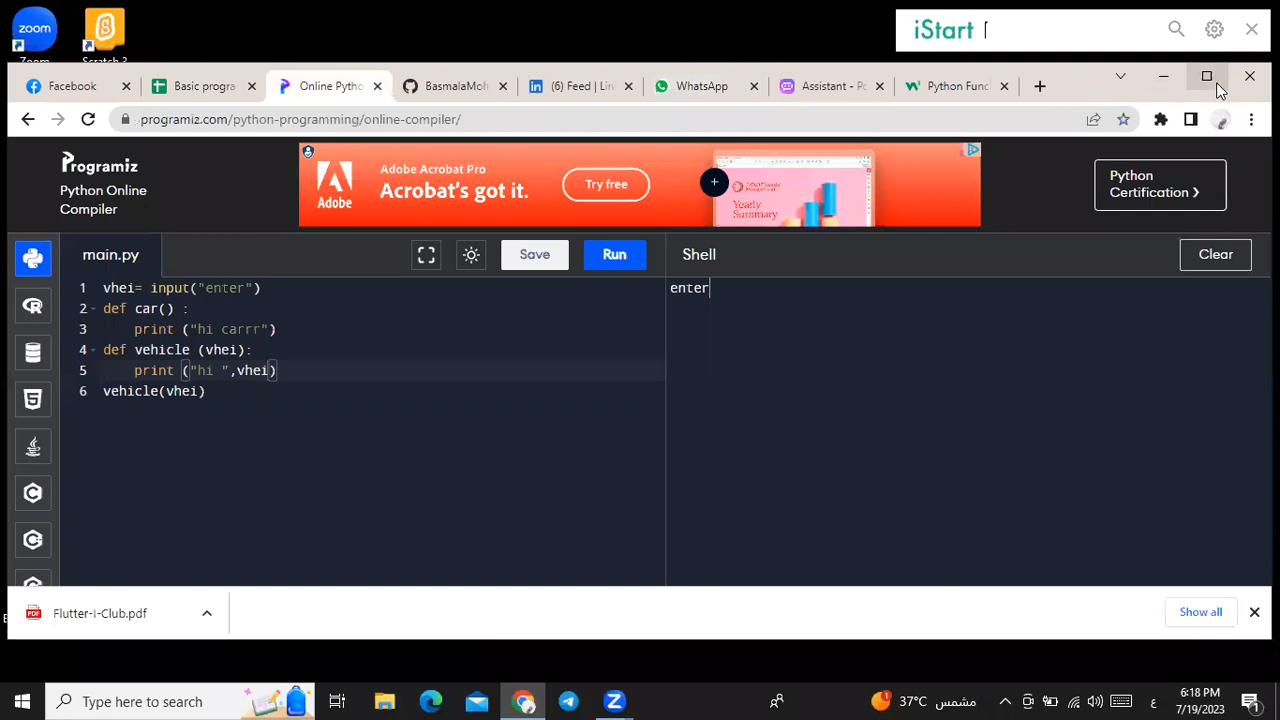 zoom
Scratch 3
iStart
Facebook
Basic progra
Online Pytho
BasmalaMoh
(6) Feed | Lin
WhatsApp
Assistant - Po
Python Func
programiz.com/python-programming/online-compiler/
Programiz
Python Online
Compiler
Adobe
Adobe Acrobat Pro
Acrobat's got it.
Try free
Yearly
Summary
Python
Certification
main.py
Save
Run
Shell
Clear
1 vhei= input("enter")
2 def car() :
3 print ("hi carrr")
4 def vehicle (vhei):
5 print ("hi ",vhei)
6 vehicle(vhei)
enter
PDF
Flutter-i-Club.pdf
Show all
Type here to search
37°C مشمس
ع
6:18 PM
7/19/2023
1